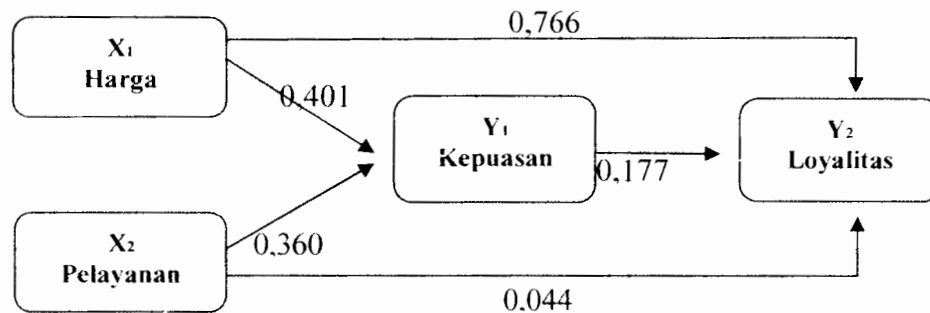 0,766
X₁
Harga
0,401
Y₁
Kepuasan
0,177
Y₂
Loyalitas
X₂
Pelayanan
0,360
0,044